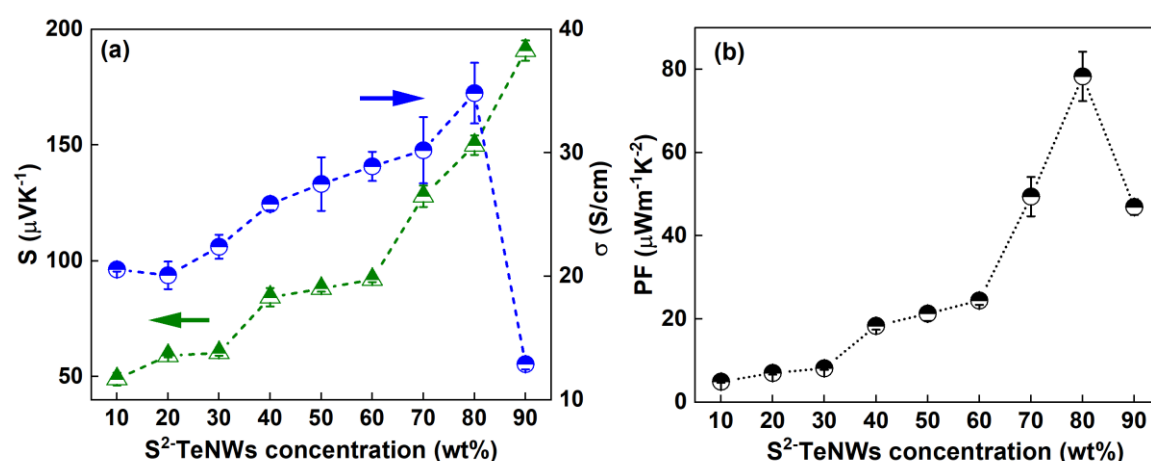 (a)
200
150
100
50
S (μVK⁻¹)
40
30
20
10
σ (S/cm)
10 20 30 40 50 60 70 80 90
S²⁻TeNWs concentration (wt%)
(b)
80
60
40
20
0
PF (μWm⁻¹K⁻²)
10 20 30 40 50 60 70 80 90
S²⁻TeNWs concentration (wt%)